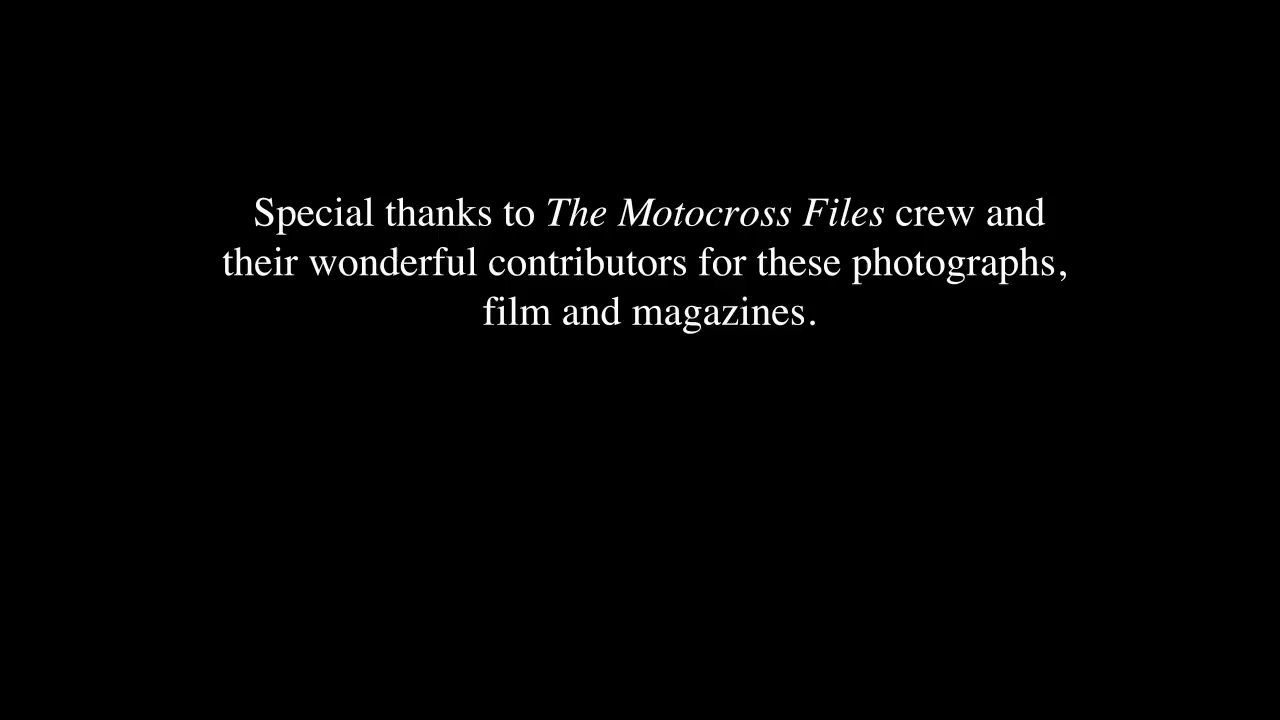 Special thanks to The Motocross Files crew and
their wonderful contributors for these photographs,
film and magazines.